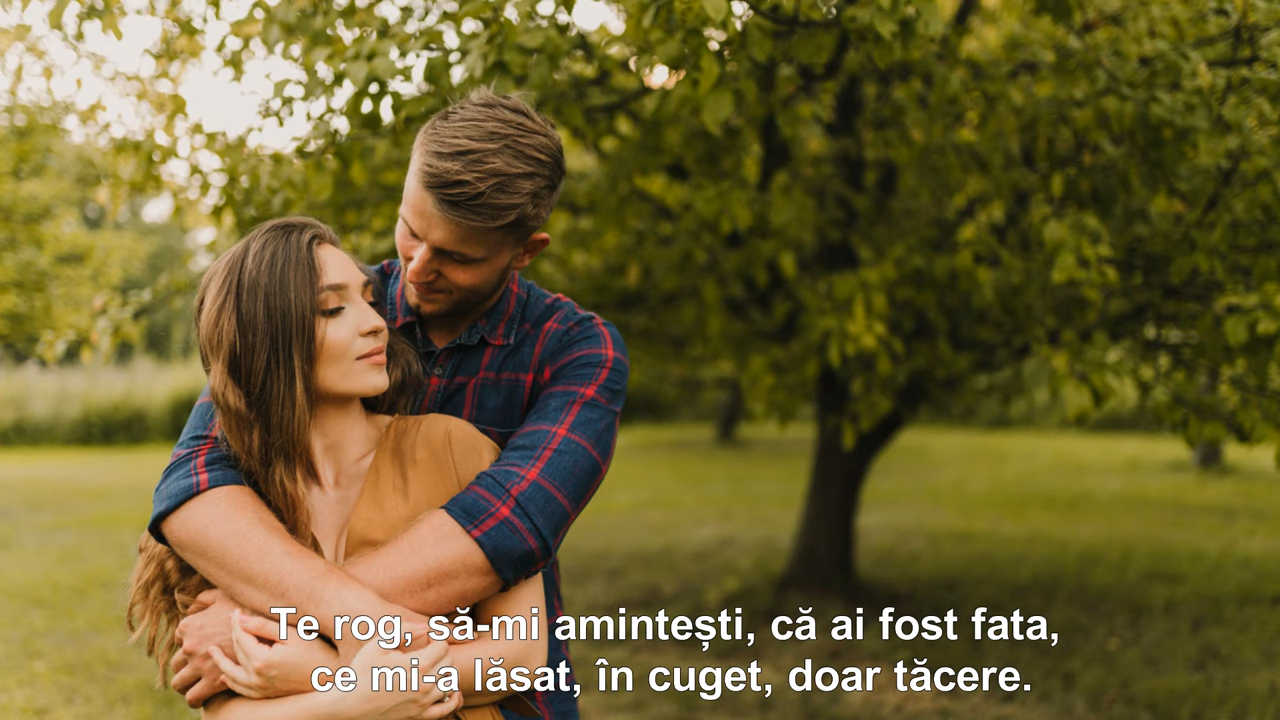 Te rog, să-mi amintești, că ai fost fata,
ce mi-a lăsat, în cuget, doar tăcere.